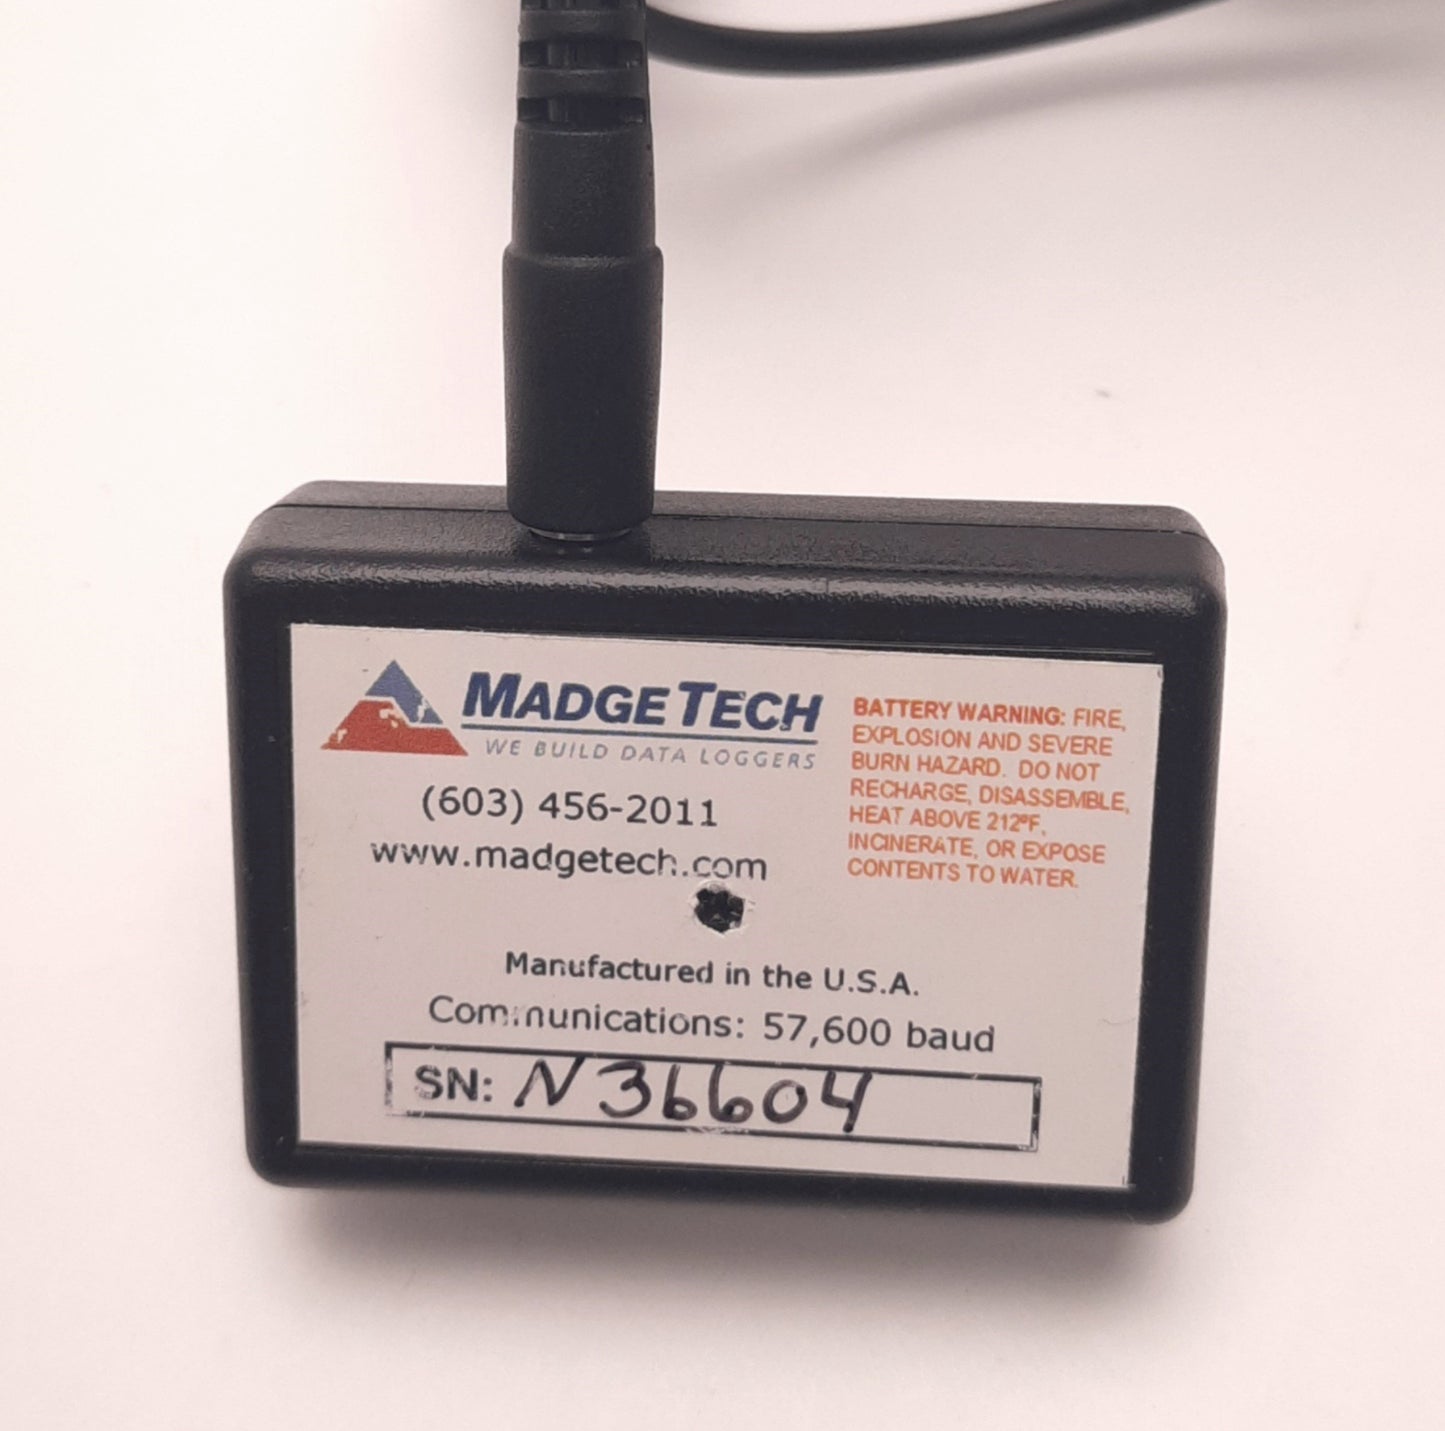 MADGETECH
WE BUILD DATA LOGGERS
(603) 456-2011
www.madgetech.com
BATTERY WARNING: FIRE,
EXPLOSION AND SEVERE
BURN HAZARD. DO NOT
RECHARGE, DISASSEMBLE,
HEAT ABOVE 212°F,
INCINERATE, OR EXPOSE
CONTENTS TO WATER.
Manufactured in the U.S.A.
Communications: 57,600 baud
SN: N36604